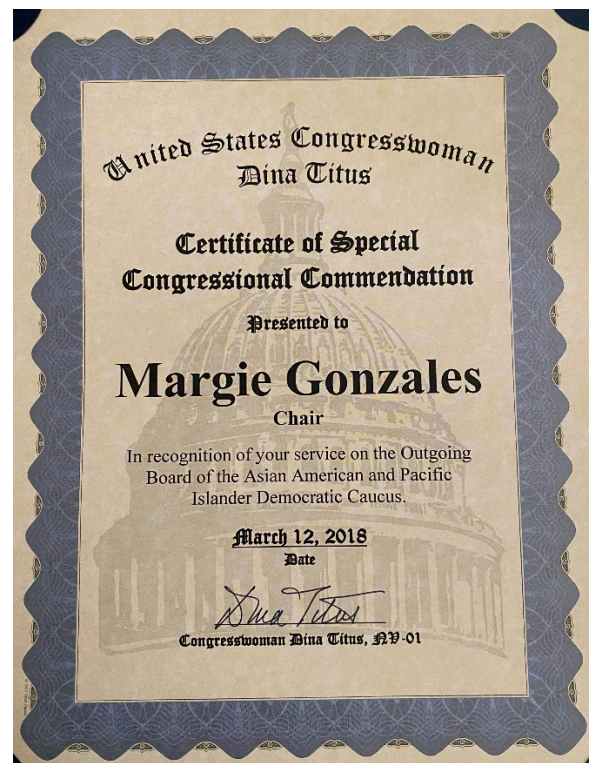 United States Congresswoman
Dina Titus
Certificate of Special
Congressional Commendation
Presented to
Margie Gonzales
Chair
In recognition of your service on the Outgoing
Board of the Asian American and Pacific
Islander Democratic Caucus.
March 12, 2018
Date
Dina Titus
Congresswoman Dina Titus, NV-01